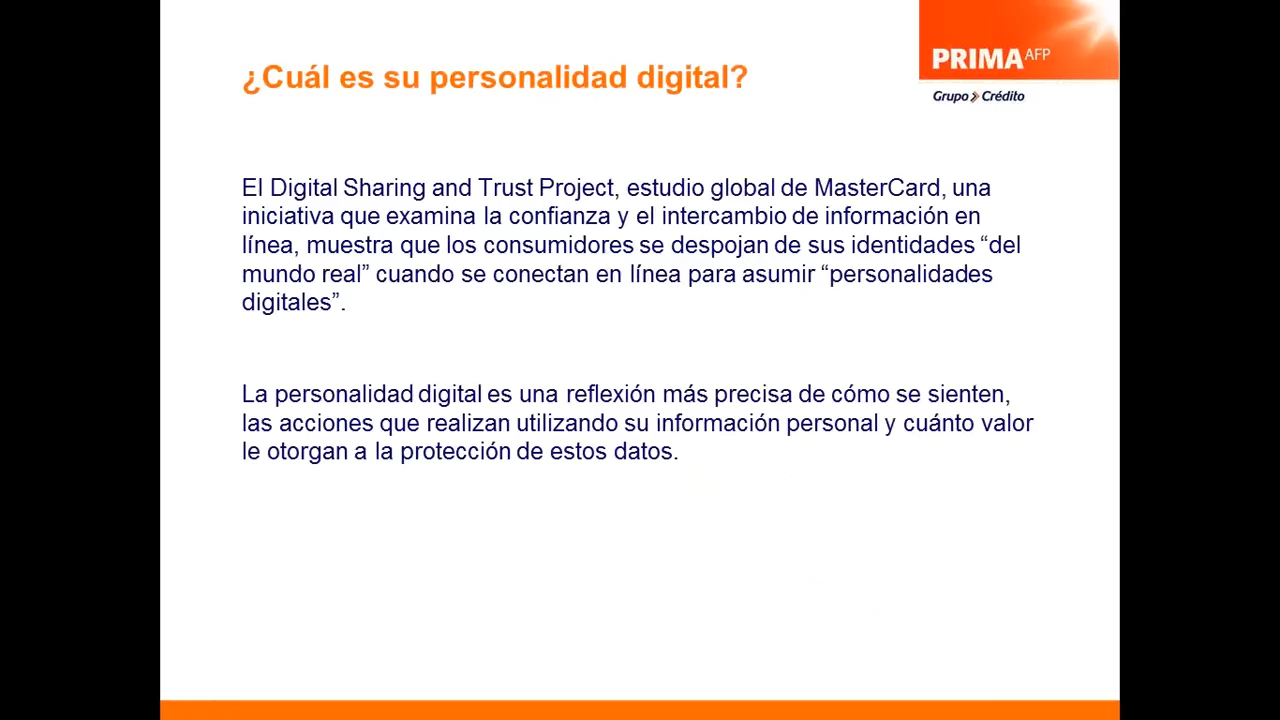 ¿Cuál es su personalidad digital?
PRIMA AFP
Grupo Crédito
El Digital Sharing and Trust Project, estudio global de MasterCard, una
iniciativa que examina la confianza y el intercambio de información en
línea, muestra que los consumidores se despojan de sus identidades “del
mundo real” cuando se conectan en línea para asumir “personalidades
digitales”.
La personalidad digital es una reflexión más precisa de cómo se sienten,
las acciones que realizan utilizando su información personal y cuánto valor
le otorgan a la protección de estos datos.